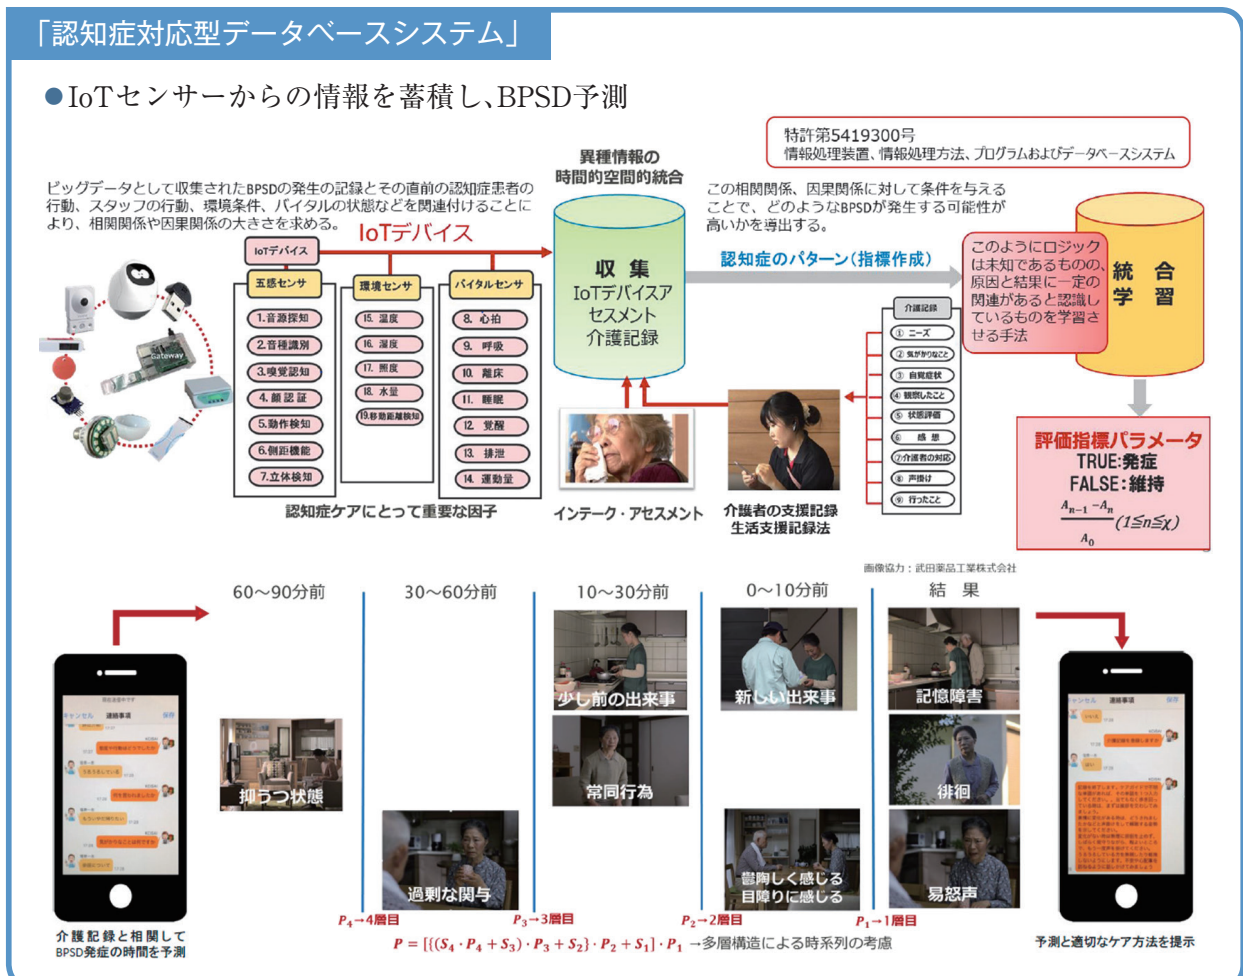 「認知症対応型データベースシステム」
●IoTセンサーからの情報を蓄積し、BPSD予測
特許第5419300号
情報処理装置、情報処理方法、プログラムおよびデータベースシステム
異種情報の
時間的空間的統合
ビッグデータとして収集されたBPSDの発生の記録とその直前の認知症患者の
行動、スタッフの行動、環境条件、バイタルの状態などを関連付けることに
より、相関関係や因果関係の大きさを求める。
この相関関係、因果関係に対して条件を与える
ことで、どのようなBPSDが発生する可能性が
高いかを導出する。
IoTデバイス
IoTデバイス
五感センサ
1.音源探知
2.音種識別
3.嗅覚認知
4.顔認証
5.動作検知
6.側距機能
7.立体検知
環境センサ
15. 温度
16. 湿度
17. 照度
18. 水量
19.移動距離検知
バイタルセンサ
8. 心拍
9. 呼吸
10. 離床
11. 睡眠
12. 覚醒
13. 排泄
14. 運動量
Gateway
認知症ケアにとって重要な因子
収 集
IoTデバイスア
セスメント
介護記録
認知症のパターン(指標作成)
このようにロジック
は未知であるものの、
原因と結果に一定の
関連があると認識し
ているものを学習さ
せる手法
統 合
学 習
介護記録
① ニーズ
② 気がかりなこと
③ 自覚症状
④ 観察したこと
⑤ 状態評価
⑥ 感 想
⑦介護者の対応
⑧ 声掛け
⑨ 行ったこと
インテーク・アセスメント
介護者の支援記録
生活支援記録法
評価指標パラメータ
TRUE:発症
FALSE:維持
Aₙ₋₁ −Aₙ
A₀
(1≦n≦χ)
画像協力：武田薬品工業株式会社
60〜90分前
30〜60分前
10〜30分前
0〜10分前
結 果
少し前の出来事
新しい出来事
記憶障害
抑うつ状態
常同行為
徘徊
過剰な関与
鬱陶しく感じる
目障りに感じる
易怒声
連絡事項
保存
キャンセル
連絡事項
保存
P₄→4層目
P₃→3層目
P₂→2層目
P₁→1層目
P = [{(S₄・P₄ + S₃)・P₃ + S₂}・P₂ + S₁]・P₁ →多層構造による時系列の考慮
介護記録と相関して
BPSD発症の時間を予測
予測と適切なケア方法を提示